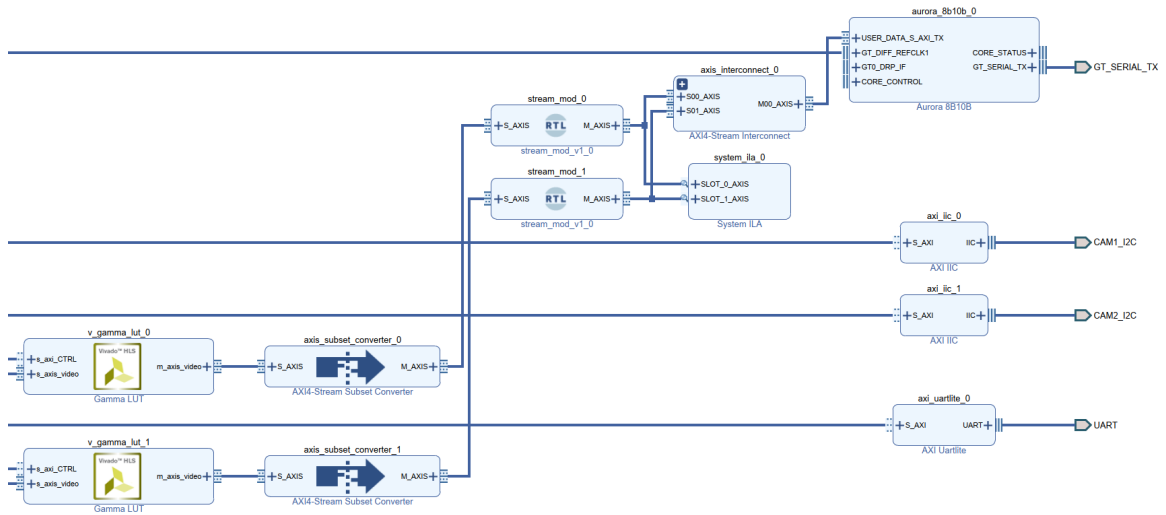 aurora_8b10b_0
USER_DATA_S_AXI_TX
GT_DIFF_REFCLK1
CORE_STATUS
GT0_DRP_IF
GT_SERIAL_TX
CORE_CONTROL
Aurora 8B10B
GT_SERIAL_TX
axis_interconnect_0
S00_AXIS
S01_AXIS
M00_AXIS
AXI4-Stream Interconnect
stream_mod_0
S_AXIS
RTL
M_AXIS
stream_mod_v1_0
system_ila_0
SLOT_0_AXIS
SLOT_1_AXIS
System ILA
stream_mod_1
S_AXIS
RTL
M_AXIS
stream_mod_v1_0
axi_iic_0
S_AXI
IIC
AXI IIC
CAM1_I2C
axi_iic_1
S_AXI
IIC
AXI IIC
CAM2_I2C
v_gamma_lut_0
s_axi_CTRL
s_axis_video
Vivado™ HLS
m_axis_video
Gamma LUT
axis_subset_converter_0
S_AXIS
M_AXIS
AXI4-Stream Subset Converter
axi_uartlite_0
S_AXI
UART
AXI Uartlite
UART
v_gamma_lut_1
s_axi_CTRL
s_axis_video
Vivado™ HLS
m_axis_video
Gamma LUT
axis_subset_converter_1
S_AXIS
M_AXIS
AXI4-Stream Subset Converter